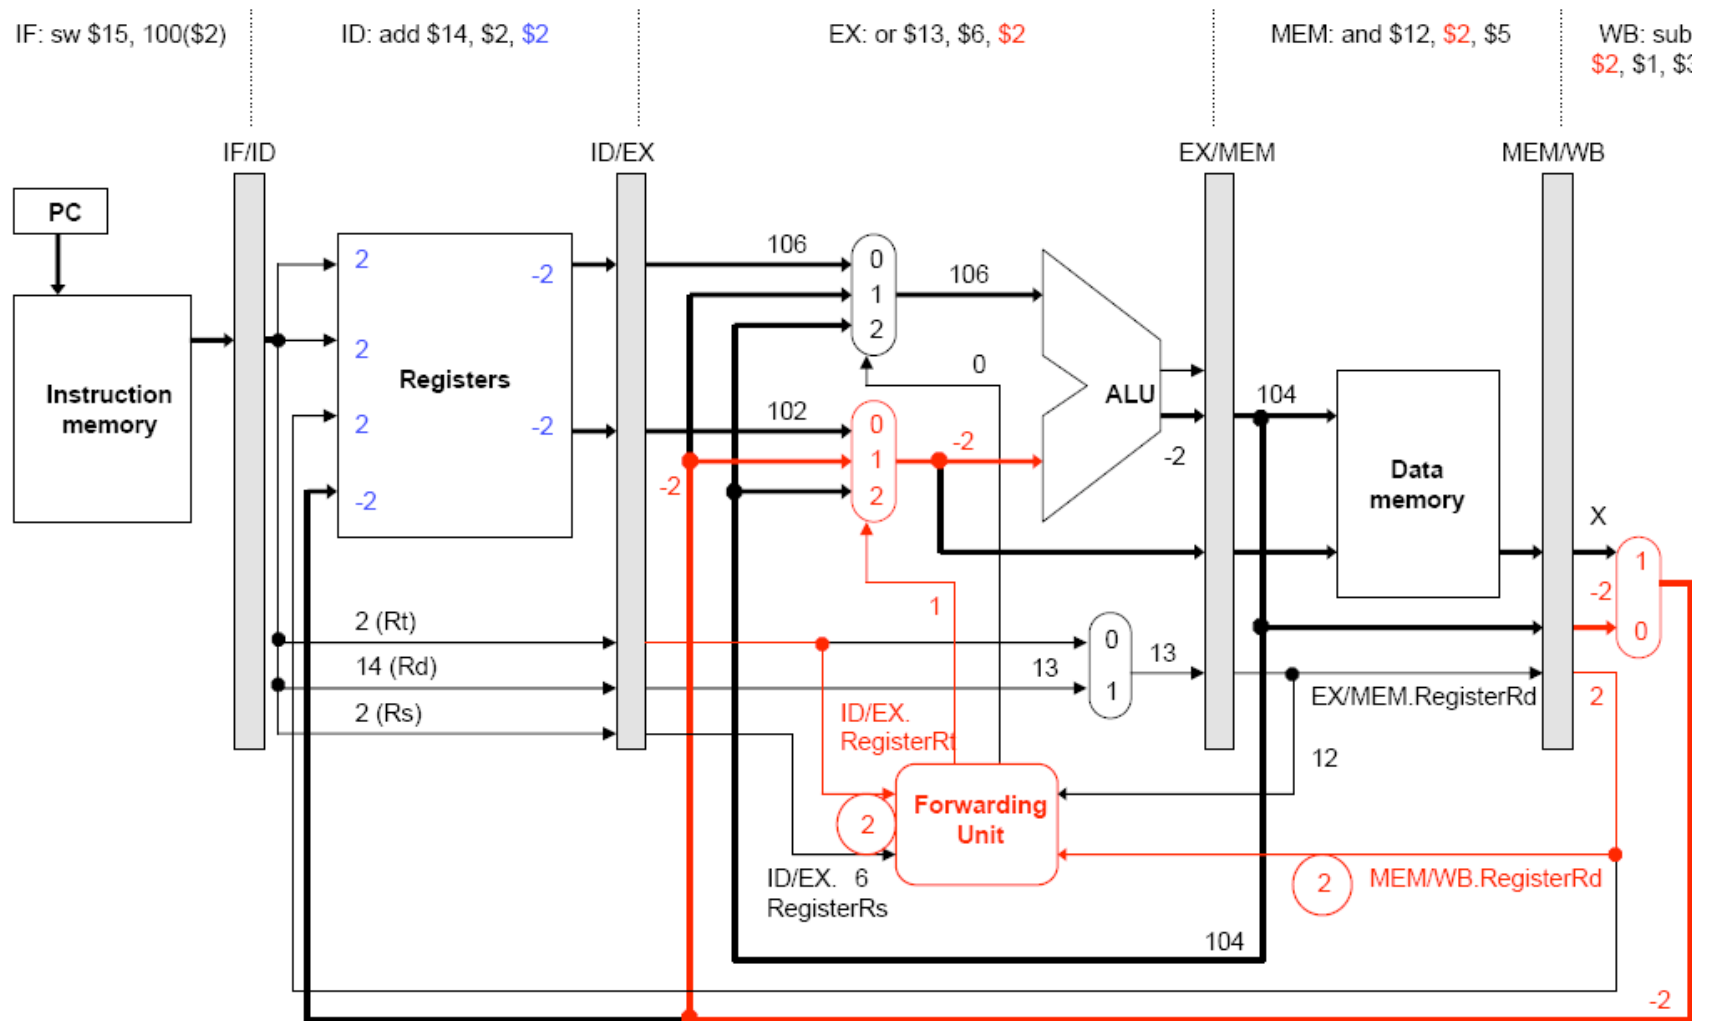 IF: sw $15, 100($2)
ID: add $14, $2, $2
EX: or $13, $6, $2
MEM: and $12, $2, $5
WB: sub
$2, $1, $3
IF/ID
ID/EX
EX/MEM
MEM/WB
PC
Instruction
memory
2
2
2
-2
Registers
-2
-2
106
0
1
2
106
0
102
0
1
2
-2
-2
1
ALU
-2
104
Data
memory
X
1
-2
0
2 (Rt)
14 (Rd)
2 (Rs)
13
0
1
13
ID/EX.
RegisterRt
EX/MEM.RegisterRd
2
12
2
Forwarding
Unit
ID/EX. 6
RegisterRs
2
MEM/WB.RegisterRd
104
-2